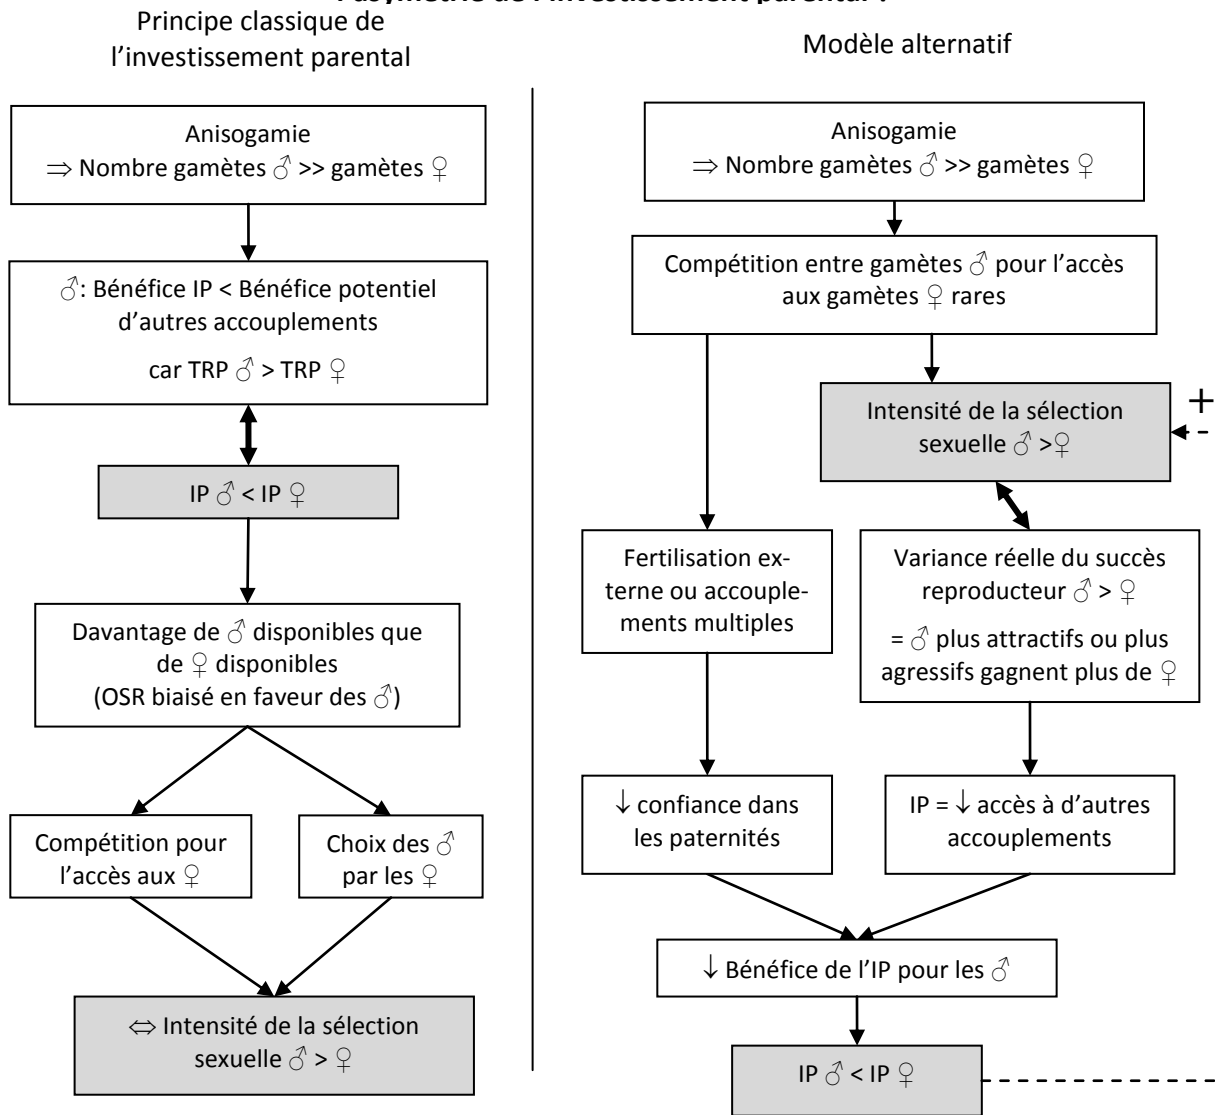 Principe classique de
l'investissement parental
Anisogamie
⇒ Nombre gamètes ♂ >> gamètes ♀
♂: Bénéfice IP < Bénéfice potentiel
d'autres accouplements
car TRP ♂ > TRP ♀
IP ♂ < IP ♀
Davantage de ♂ disponibles que
de ♀ disponibles
(OSR biaisé en faveur des ♂)
Compétition pour
l'accès aux ♀
Choix des ♂
par les ♀
⇔ Intensité de la sélection
sexuelle ♂ > ♀
Modèle alternatif
Anisogamie
⇒ Nombre gamètes ♂ >> gamètes ♀
Compétition entre gamètes ♂ pour l'accès
aux gamètes ♀ rares
Intensité de la sélection
sexuelle ♂ >♀
+
-
Fertilisation ex-
terne ou accouple-
ments multiples
Variance réelle du succès
reproducteur ♂ > ♀
= ♂ plus attractifs ou plus
agressifs gagnent plus de ♀
↓ confiance dans
les paternités
IP = ↓ accès à d'autres
accouplements
↓ Bénéfice de l'IP pour les ♂
IP ♂ < IP ♀